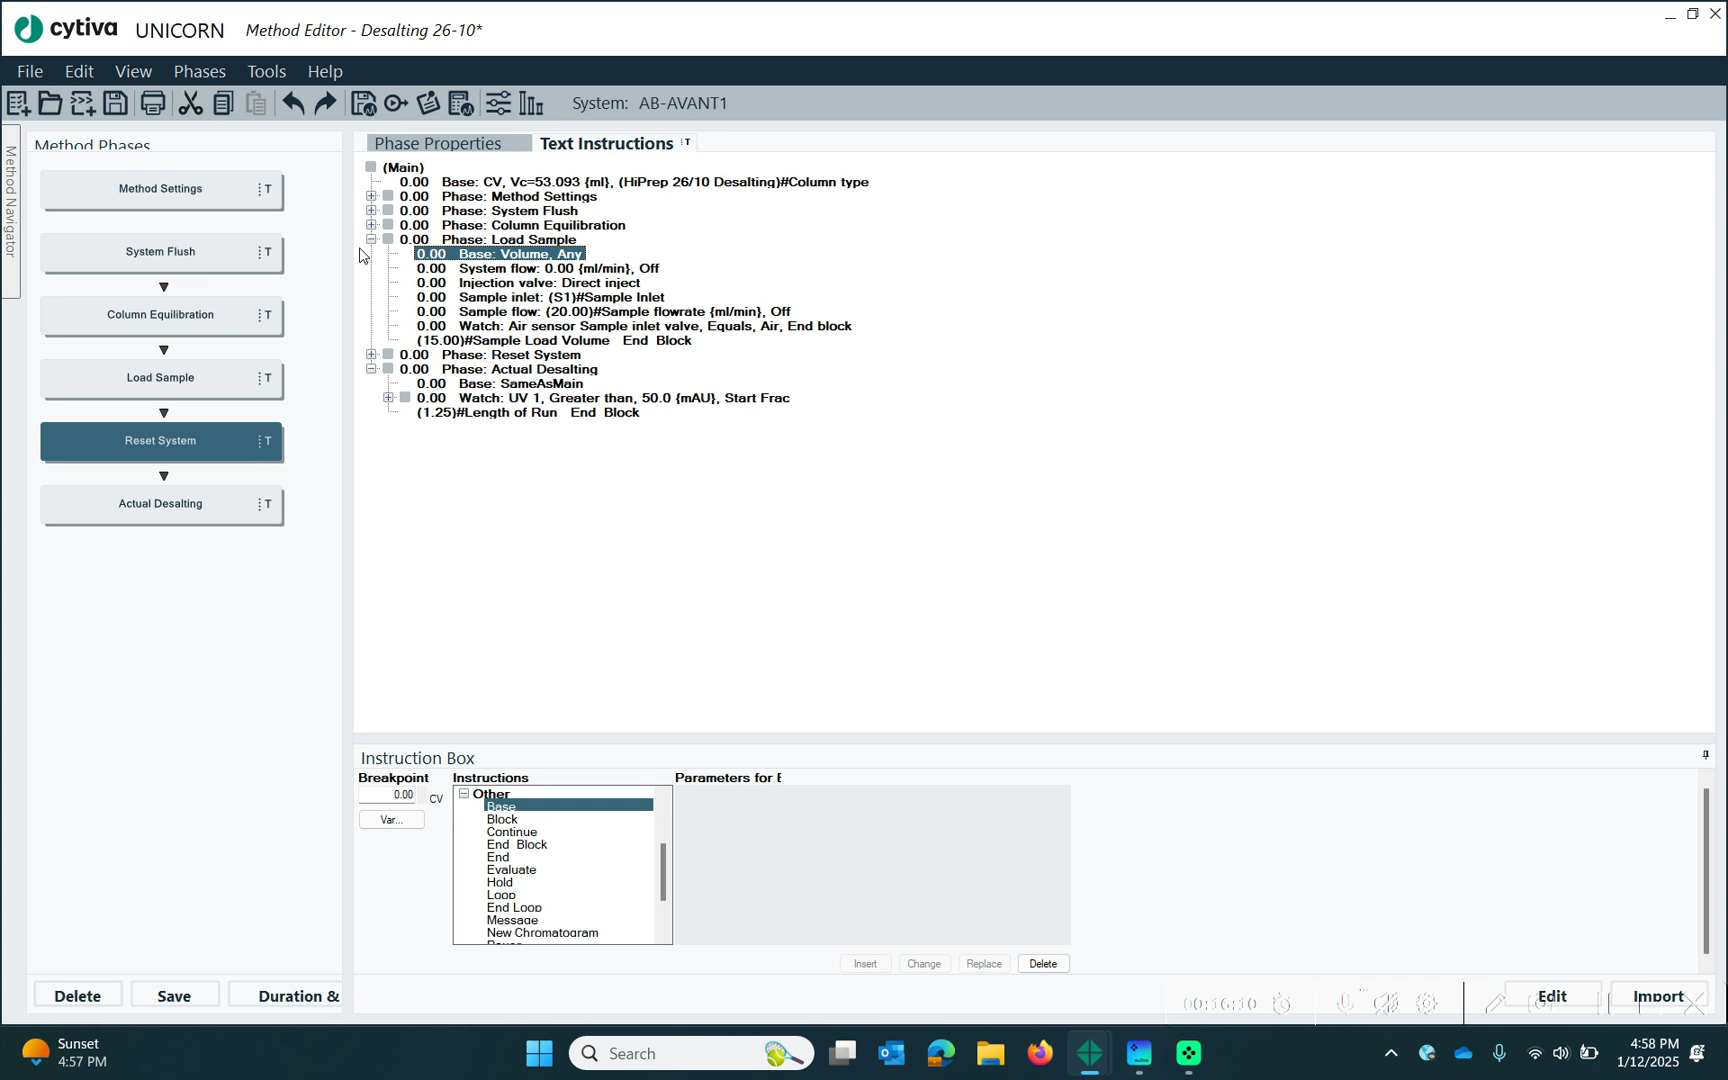 cytiva UNICORN Method Editor - Desalting 26-10*
File Edit View Phases Tools Help
System: AB-AVANT1
Method Navigator
Method Phases
Method Settings
System Flush
Column Equilibration
Load Sample
Reset System
Actual Desalting
Phase Properties Text Instructions
(Main)
0.00 Base: CV, Vc=53.093 {ml}, (HiPrep 26/10 Desalting)#Column type
0.00 Phase: Method Settings
0.00 Phase: System Flush
0.00 Phase: Column Equilibration
0.00 Phase: Load Sample
0.00 Base: Volume, Any
0.00 System flow: 0.00 {ml/min}, Off
0.00 Injection valve: Direct inject
0.00 Sample inlet: (S1)#Sample Inlet
0.00 Sample flow: (20.00)#Sample flowrate {ml/min}, Off
0.00 Watch: Air sensor Sample inlet valve, Equals, Air, End block
(15.00)#Sample Load Volume End_Block
0.00 Phase: Reset System
0.00 Phase: Actual Desalting
0.00 Base: SameAsMain
0.00 Watch: UV 1, Greater than, 50.0 {mAU}, Start Frac
(1.25)#Length of Run End_Block
Instruction Box
Breakpoint Instructions Parameters for
0.00 CV
Var...
Other
Base
Block
Continue
End_Block
End
Evaluate
Hold
Loop
End Loop
Message
New Chromatogram
Insert Change Replace Delete
Delete Save Duration & Edit Import
00:16:10
Sunset
4:57 PM
Search
4:58 PM
1/12/2025